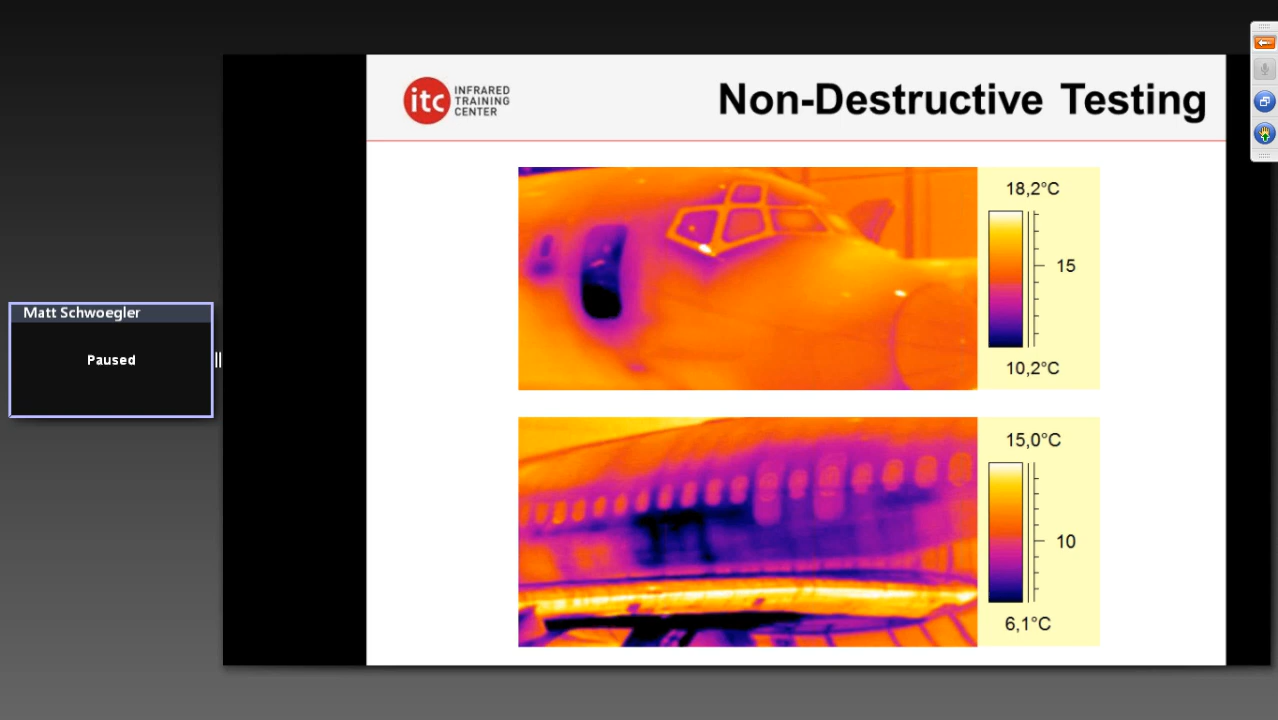 itc INFRARED
TRAINING
CENTER
Non-Destructive Testing
18,2°C
15
10,2°C
Matt Schwoegler
Paused
15,0°C
10
6,1°C